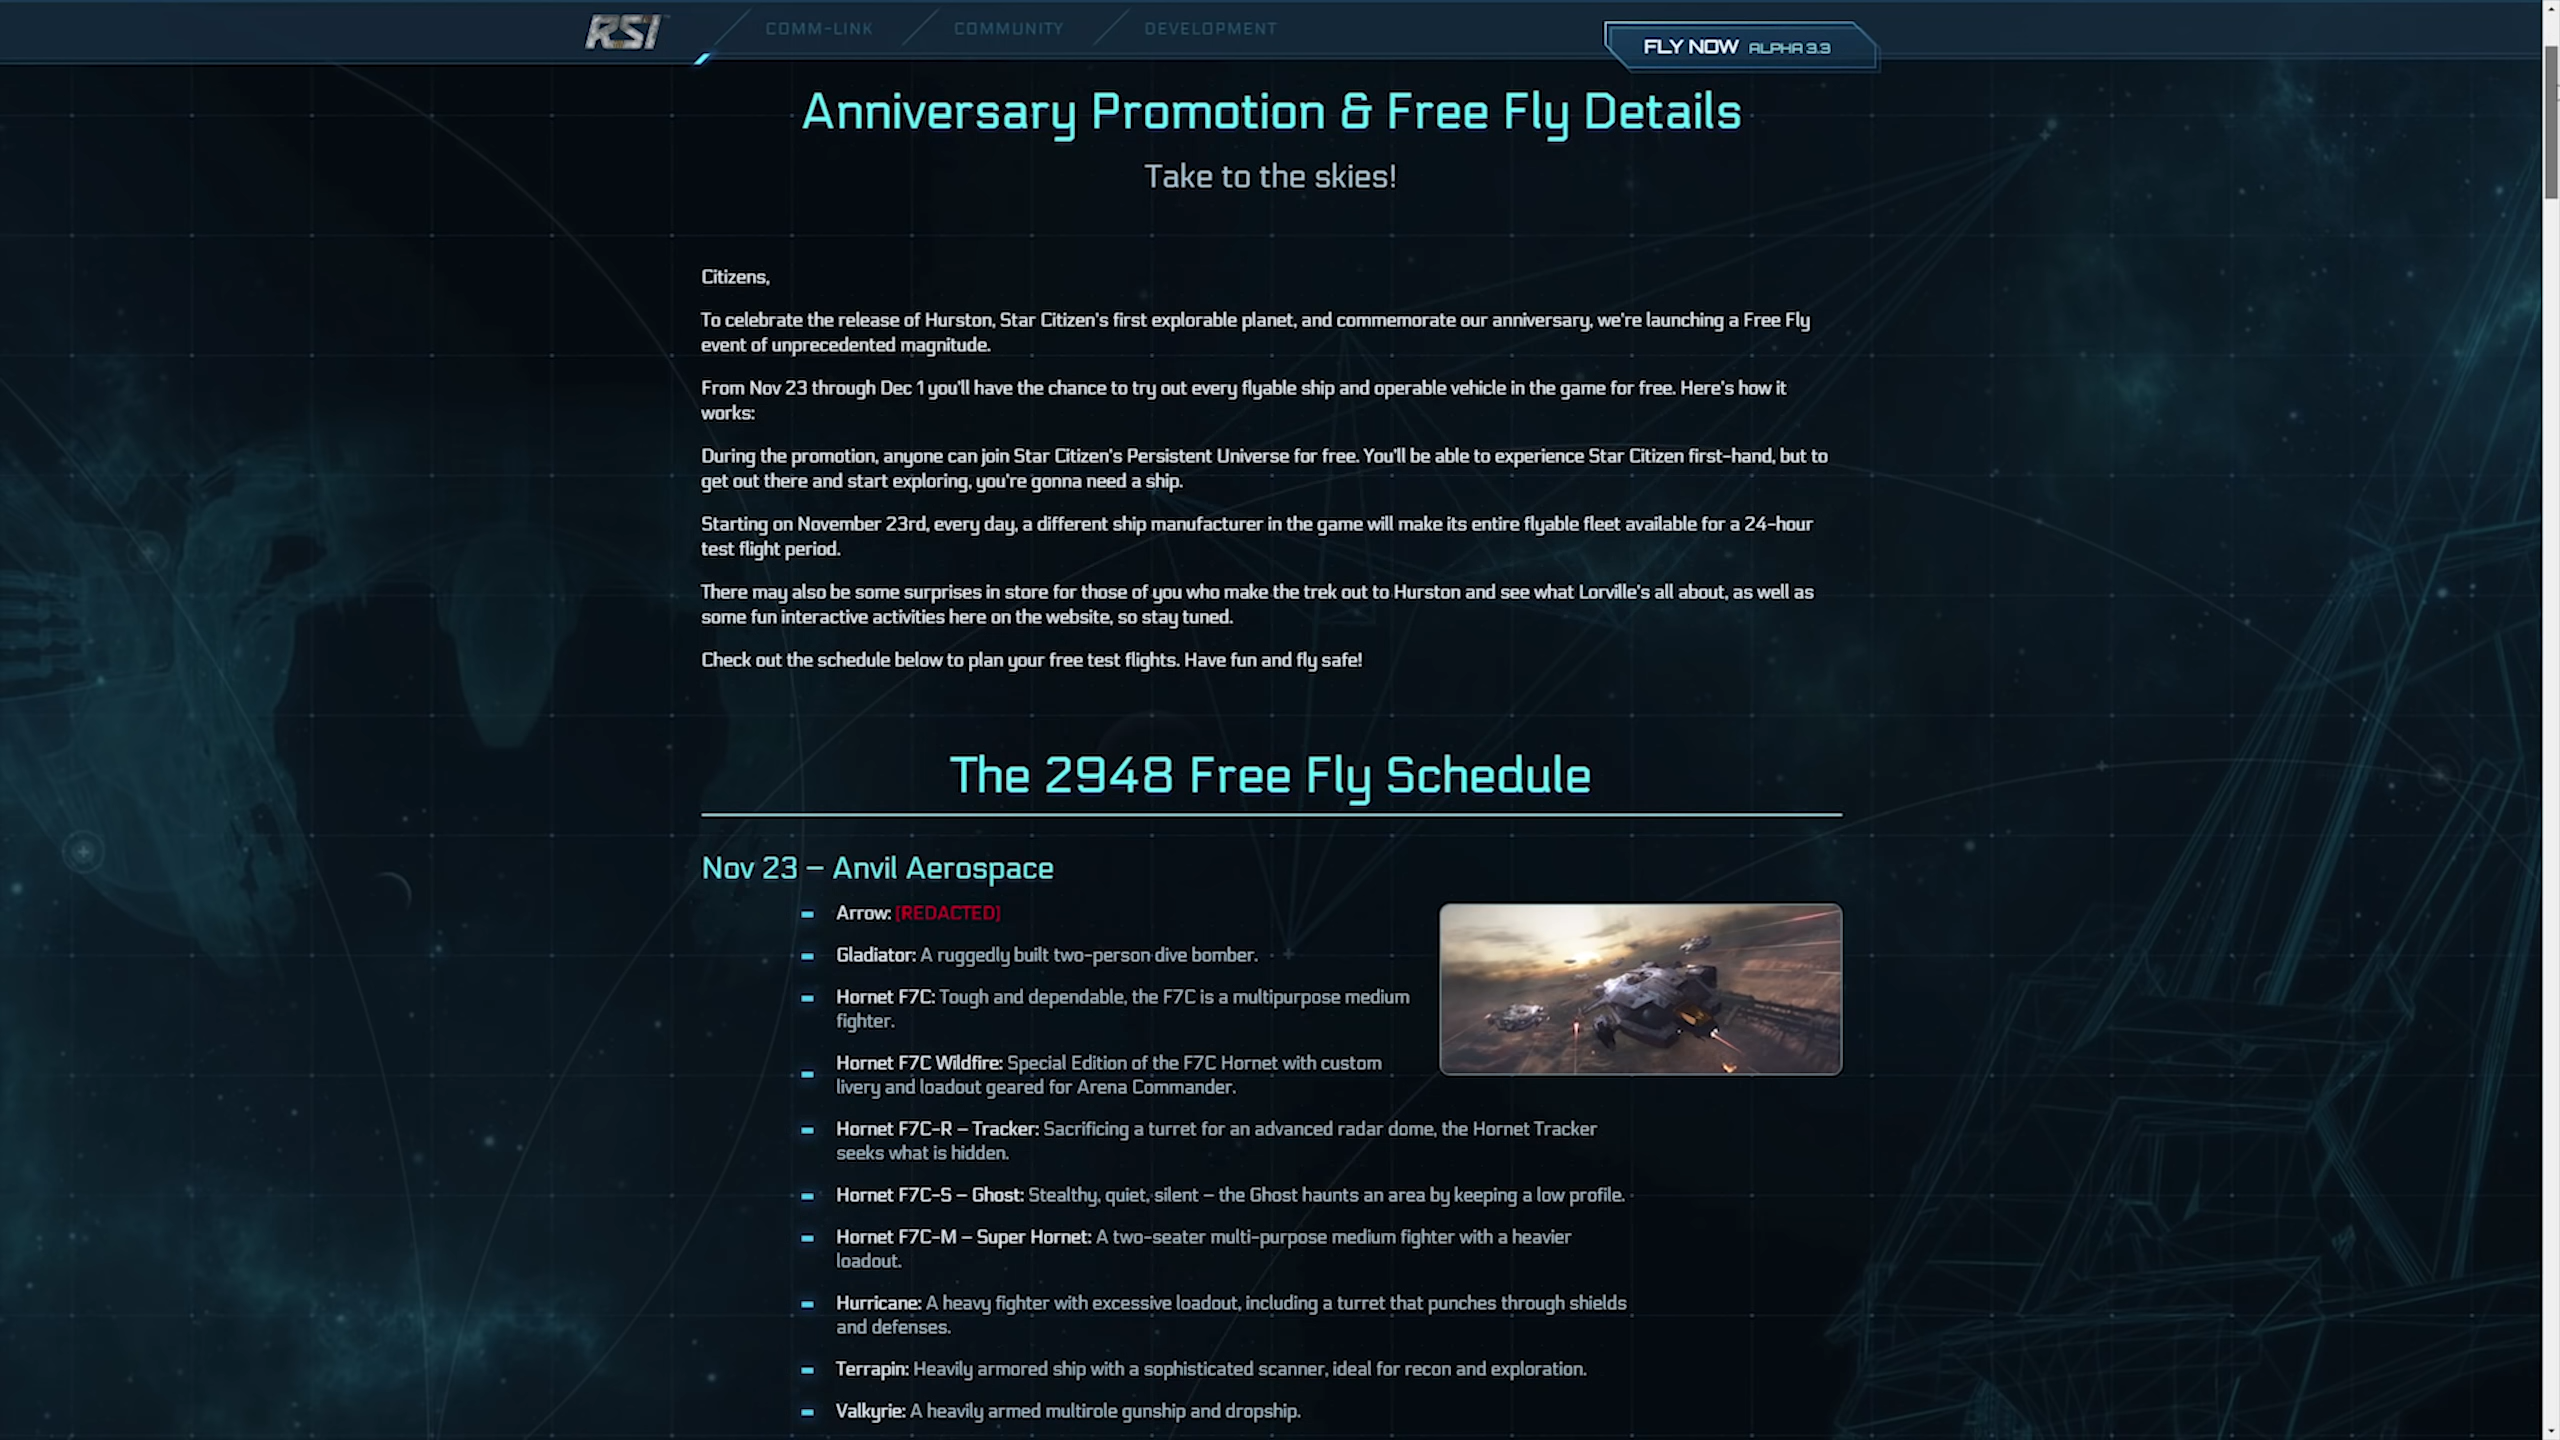 RSI
COMM-LINK
COMMUNITY
DEVELOPMENT
FLY NOW ALPHA 3.3
Anniversary Promotion & Free Fly Details
Take to the skies!
Citizens,
To celebrate the release of Hurston, Star Citizen's first explorable planet, and commemorate our anniversary, we're launching a Free Fly
event of unprecedented magnitude.
From Nov 23 through Dec 1 you'll have the chance to try out every flyable ship and operable vehicle in the game for free. Here's how it
works:
During the promotion, anyone can join Star Citizen's Persistent Universe for free. You'll be able to experience Star Citizen first-hand, but to
get out there and start exploring, you're gonna need a ship.
Starting on November 23rd, every day, a different ship manufacturer in the game will make its entire flyable fleet available for a 24-hour
test flight period.
There may also be some surprises in store for those of you who make the trek out to Hurston and see what Lorville's all about, as well as
some fun interactive activities here on the website, so stay tuned.
Check out the schedule below to plan your free test flights. Have fun and fly safe!
The 2948 Free Fly Schedule
Nov 23 – Anvil Aerospace
Arrow: [REDACTED]
Gladiator: A ruggedly built two-person dive bomber.
Hornet F7C: Tough and dependable, the F7C is a multipurpose medium
fighter.
Hornet F7C Wildfire: Special Edition of the F7C Hornet with custom
livery and loadout geared for Arena Commander.
Hornet F7C-R – Tracker: Sacrificing a turret for an advanced radar dome, the Hornet Tracker
seeks what is hidden.
Hornet F7C-S – Ghost: Stealthy, quiet, silent – the Ghost haunts an area by keeping a low profile.
Hornet F7C-M – Super Hornet: A two-seater multi-purpose medium fighter with a heavier
loadout.
Hurricane: A heavy fighter with excessive loadout, including a turret that punches through shields
and defenses.
Terrapin: Heavily armored ship with a sophisticated scanner, ideal for recon and exploration.
Valkyrie: A heavily armed multirole gunship and dropship.